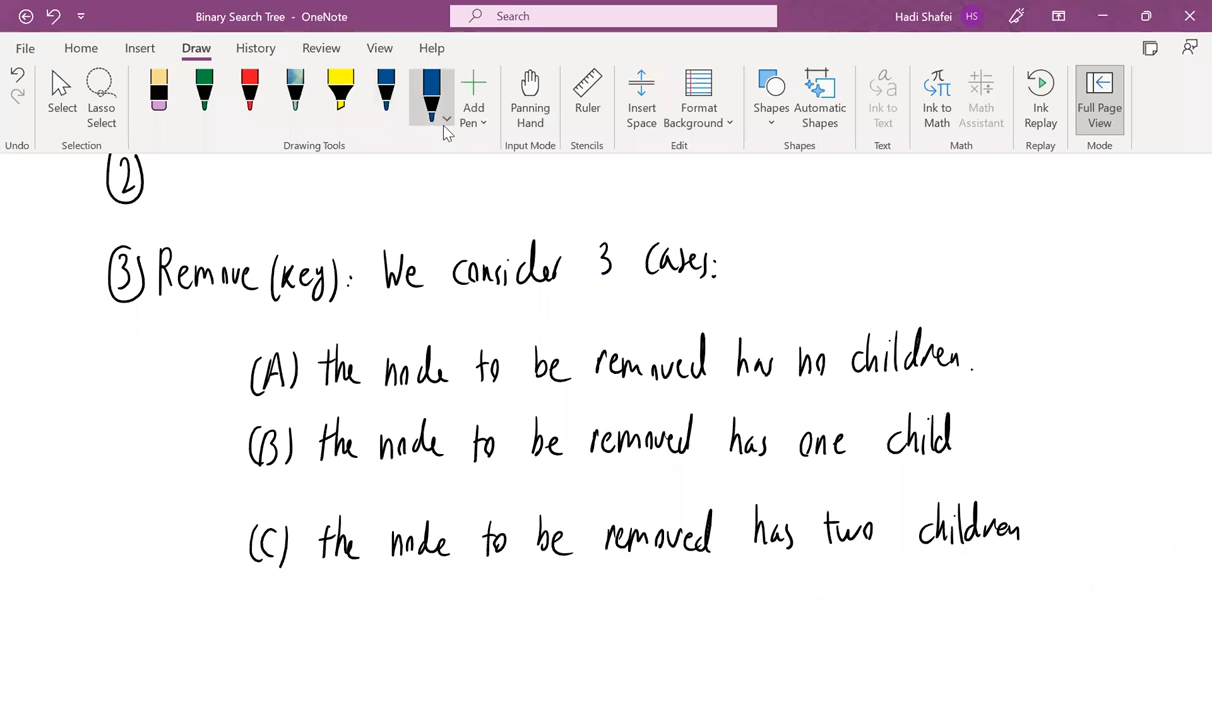 Binary Search Tree - OneNote
Search
Hadi Shafei
HS
File
Home
Insert
Draw
History
Review
View
Help
Select
Lasso Select
Add Pen
Panning Hand
Ruler
Insert Space
Format Background
Shapes
Automatic Shapes
Ink to Text
Ink to Math
Math Assistant
Ink Replay
Full Page View
Undo
Selection
Drawing Tools
Input Mode
Stencils
Edit
Shapes
Text
Math
Replay
Mode
2
3 Remove (key): We consider 3 cases:
(A) the node to be removed has no children.
(B) the node to be removed has one child
(C) the node to be removed has two children